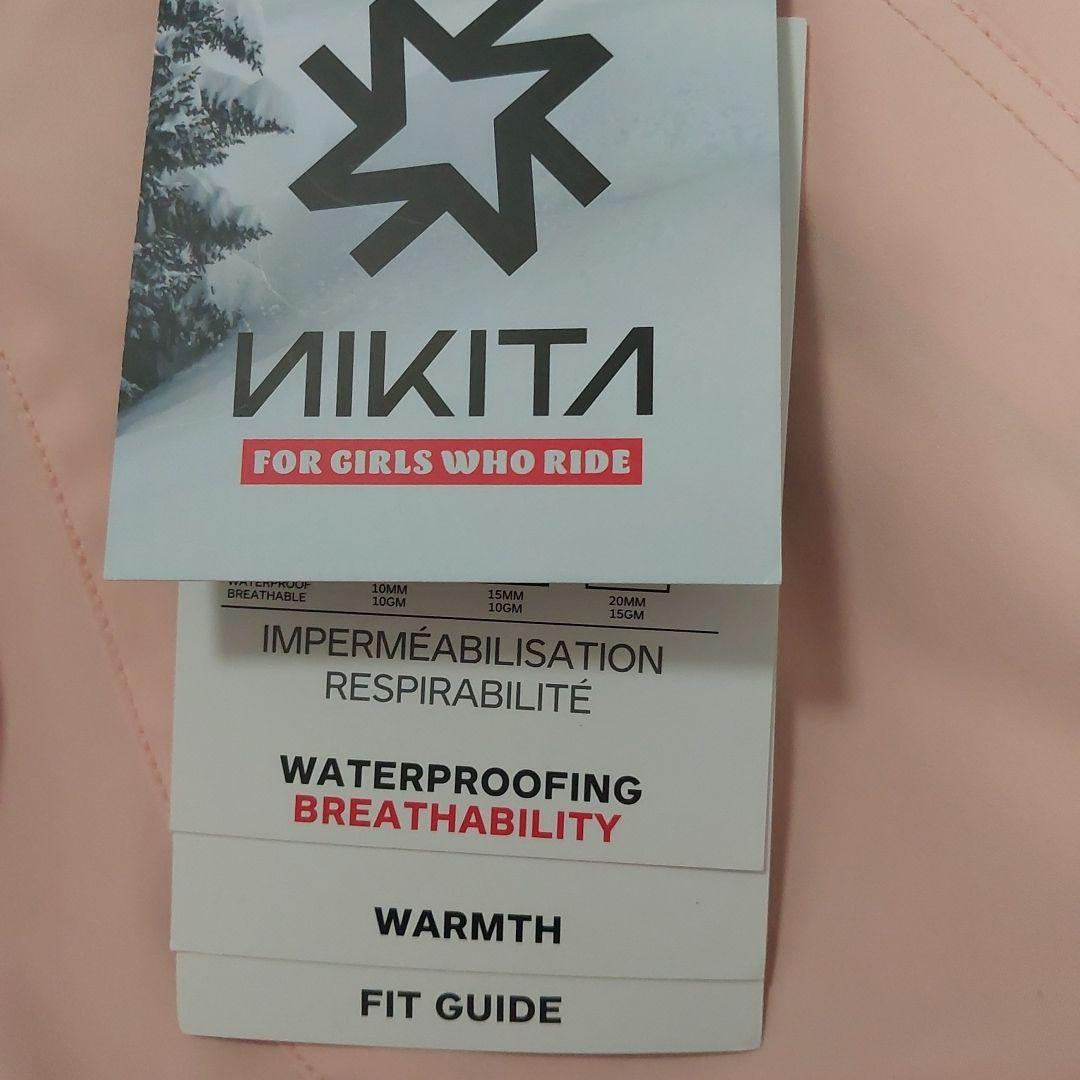 NIKITA
FOR GIRLS WHO RIDE
WATERPROOF
BREATHABLE
10MM
10GM
15MM
10GM
20MM
15GM
IMPERMÉABILISATION
RESPIRABILITÉ
WATERPROOFING
BREATHABILITY
WARMTH
FIT GUIDE